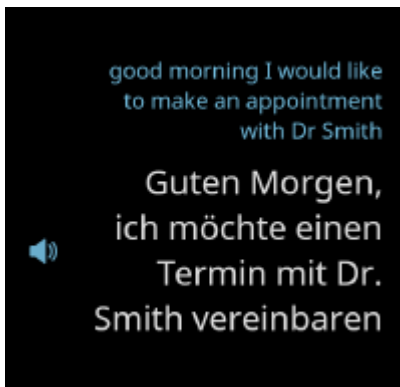 good morning I would like
to make an appointment
with Dr Smith
Guten Morgen,
ich möchte einen
Termin mit Dr.
Smith vereinbaren